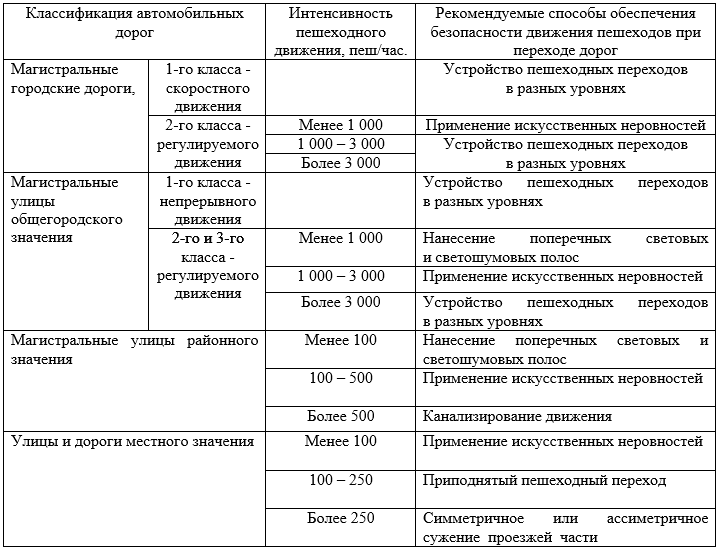 Классификация автомобильных
дорог
Интенсивность
пешеходного
движения, пеш/час.
Рекомендуемые способы обеспечения
безопасности движения пешеходов при
переходе дорог
Магистральные
городские дороги,
1-го класса -
скоростного
движения
Устройство пешеходных переходов
в разных уровнях
2-го класса -
регулируемого
движения
Менее 1 000
Применение искусственных неровностей
1 000 – 3 000
Более 3 000
Устройство пешеходных переходов
в разных уровнях
Магистральные
улицы
общегородского
значения
1-го класса -
непрерывного
движения
Устройство пешеходных переходов
в разных уровнях
2-го и 3-го
класса -
регулируемого
движения
Менее 1 000
Нанесение поперечных световых
и светошумовых полос
1 000 – 3 000
Применение искусственных неровностей
Более 3 000
Устройство пешеходных переходов
в разных уровнях
Магистральные улицы районного
значения
Менее 100
Нанесение поперечных световых и
светошумовых полос
100 – 500
Применение искусственных неровностей
Более 500
Канализирование движения
Улицы и дороги местного значения
Менее 100
Применение искусственных неровностей
100 – 250
Приподнятый пешеходный переход
Более 250
Симметричное или ассиметричное
сужение проезжей части